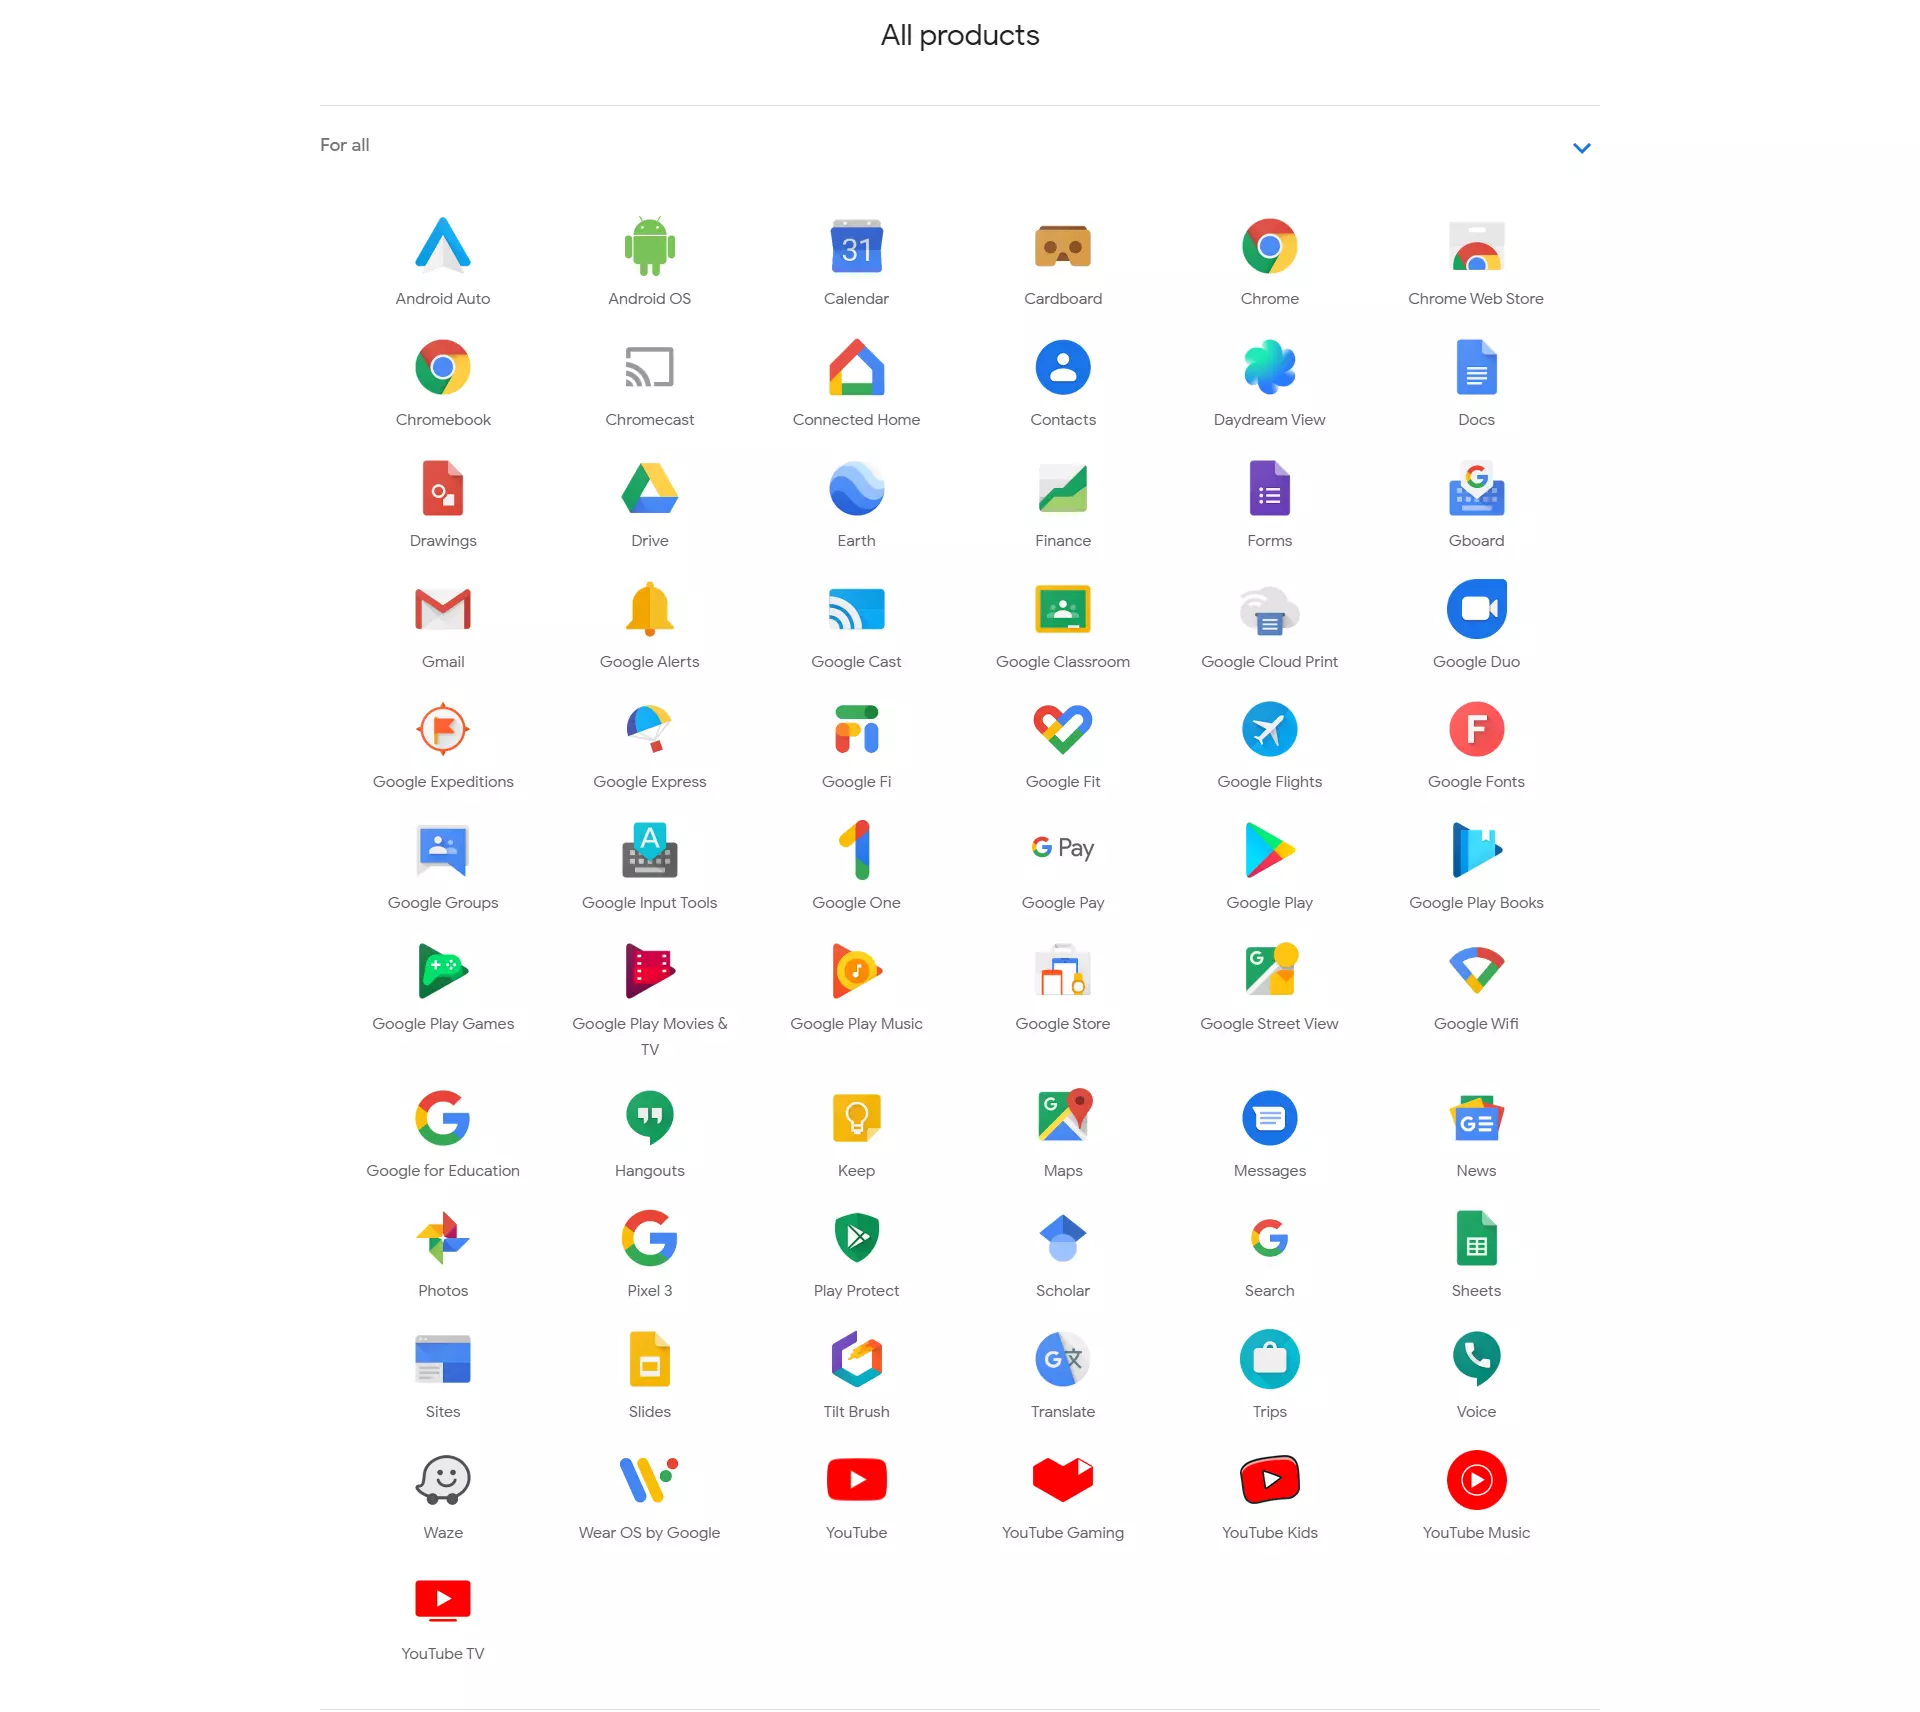 All products
For all
31
Android Auto
Android OS
Calendar
Cardboard
Chrome
Chrome Web Store
Chromebook
Chromecast
Connected Home
Contacts
Daydream View
Docs
G
Drawings
Drive
Earth
Finance
Forms
Gboard
Gmail
Google Alerts
Google Cast
Google Classroom
Google Cloud Print
Google Duo
F
Google Expeditions
Google Express
Google Fi
Google Fit
Google Flights
Google Fonts
A
G Pay
Google Groups
Google Input Tools
Google One
Google Pay
Google Play
Google Play Books
G
Google Play Games
Google Play Movies &
TV
Google Play Music
Google Store
Google Street View
Google Wifi
G
G
G
Google for Education
Hangouts
Keep
Maps
Messages
News
G
G
Photos
Pixel 3
Play Protect
Scholar
Search
Sheets
G文
Sites
Slides
Tilt Brush
Translate
Trips
Voice
Waze
Wear OS by Google
YouTube
YouTube Gaming
YouTube Kids
YouTube Music
YouTube TV